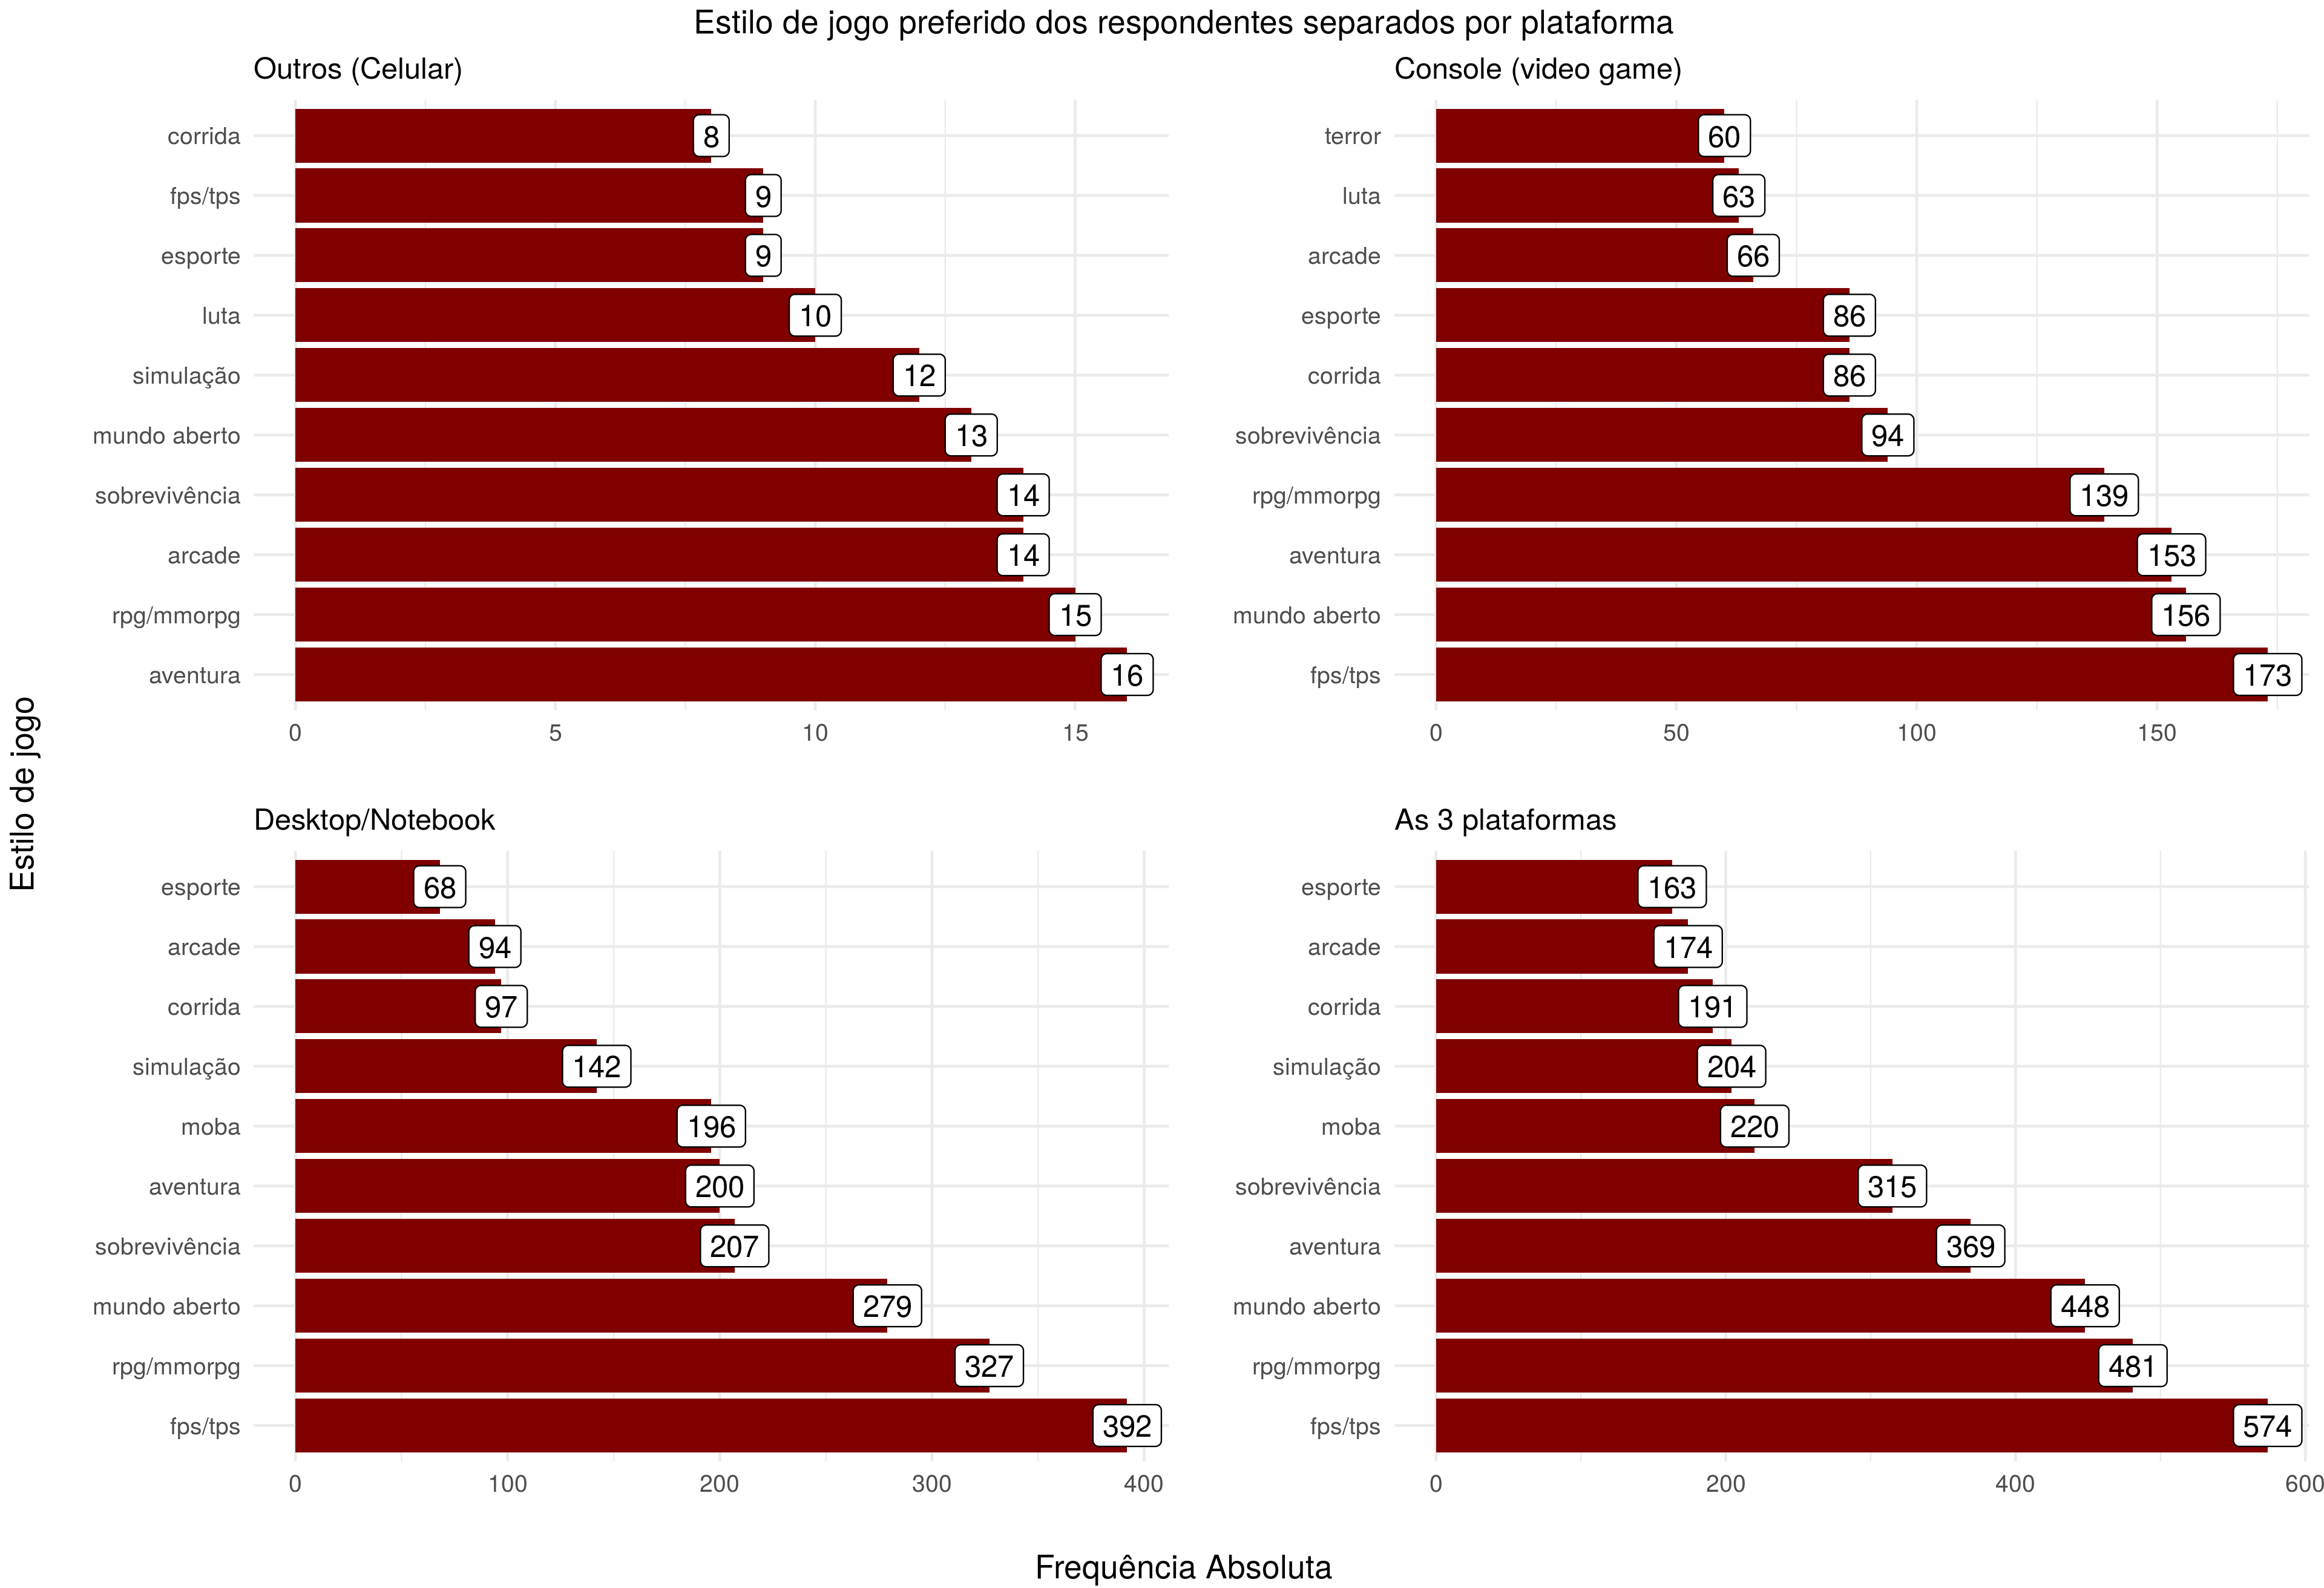 Estilo de jogo preferido dos respondentes separados por plataforma
Outros (Celular)
corrida 8
fps/tps 9
esporte 9
luta 10
simulação 12
mundo aberto 13
sobrevivência 14
arcade 14
rpg/mmorpg 15
aventura 16
0 5 10 15
Console (video game)
terror 60
luta 63
arcade 66
esporte 86
corrida 86
sobrevivência 94
rpg/mmorpg 139
aventura 153
mundo aberto 156
fps/tps 173
0 50 100 150
Estilo de jogo
Desktop/Notebook
esporte 68
arcade 94
corrida 97
simulação 142
moba 196
aventura 200
sobrevivência 207
mundo aberto 279
rpg/mmorpg 327
fps/tps 392
0 100 200 300 400
As 3 plataformas
esporte 163
arcade 174
corrida 191
simulação 204
moba 220
sobrevivência 315
aventura 369
mundo aberto 448
rpg/mmorpg 481
fps/tps 574
0 200 400 600
Frequência Absoluta